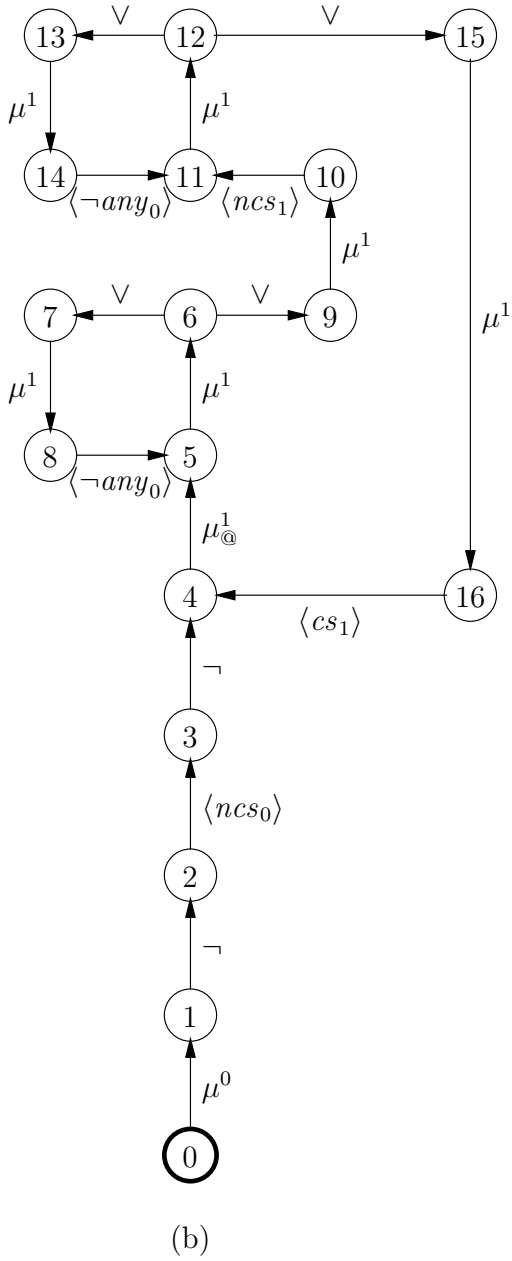 13 ∨ 12 ∨ 15
μ¹ μ¹
14 11 10
⟨¬any₀⟩ ⟨ncs₁⟩
μ¹
7 ∨ 6 ∨ 9 μ¹
μ¹ μ¹
8 5
⟨¬any₀⟩
μ¹@
4 16
⟨cs₁⟩
¬
3
⟨ncs₀⟩
2
¬
1
μ⁰
0
(b)